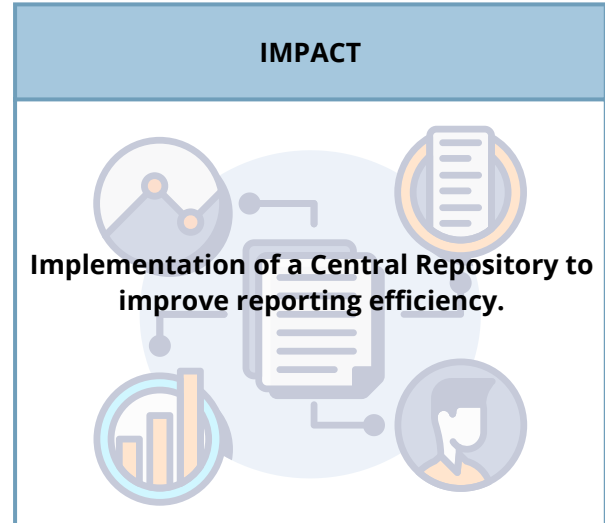 IMPACT
Implementation of a Central Repository to
improve reporting efficiency.